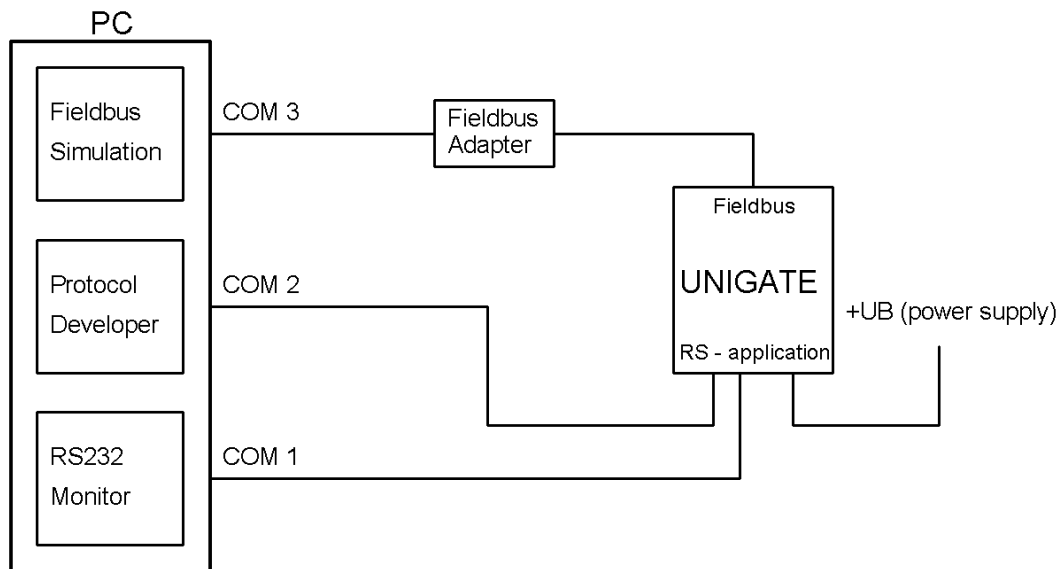 PC
Fieldbus
Simulation
COM 3
Fieldbus
Adapter
Fieldbus
UNIGATE
RS - application
+UB (power supply)
Protocol
Developer
COM 2
RS232
Monitor
COM 1